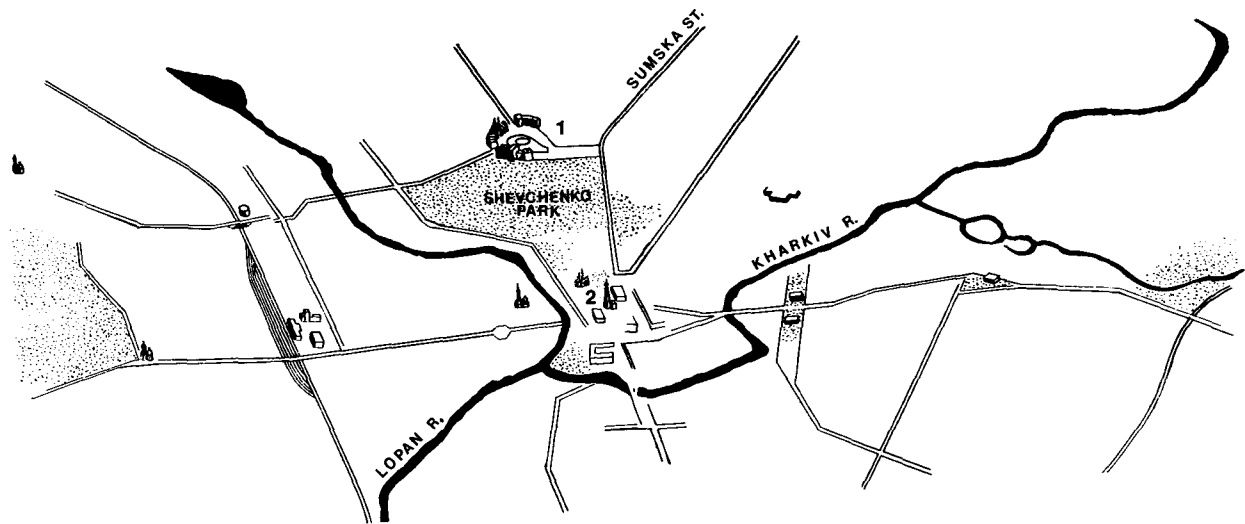 SUMSKA ST.
1
SHEVCHENKO
PARK
KHARKIV R.
2
LOPAN R.